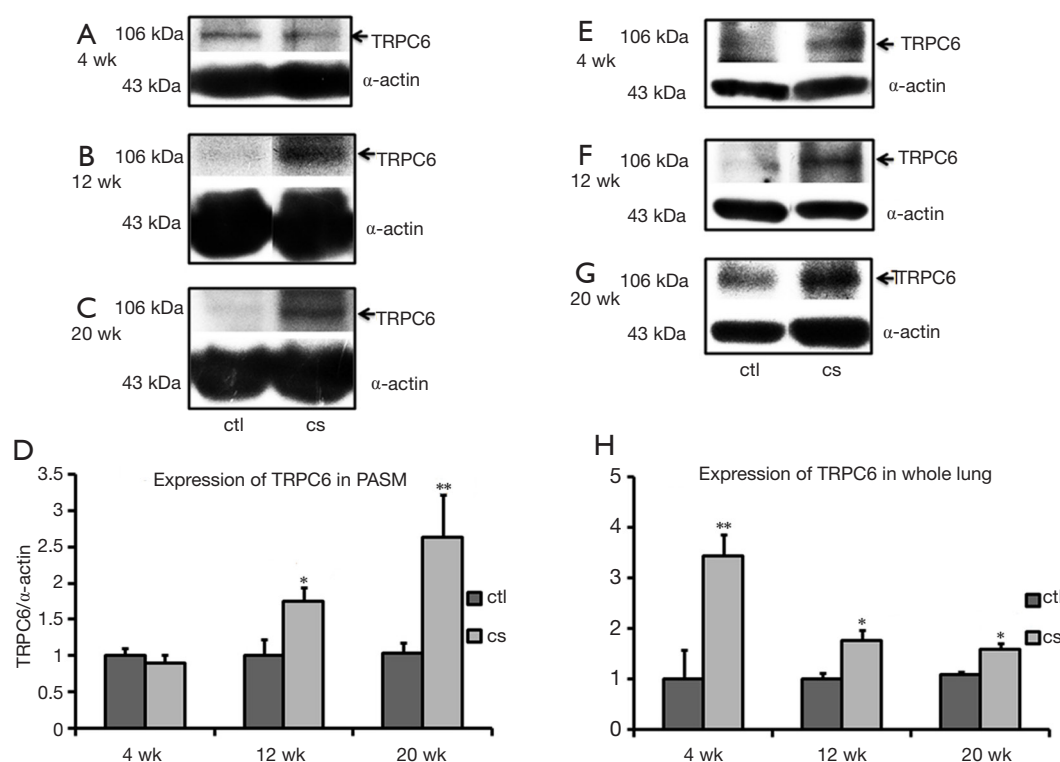 A
4 wk
106 kDa
TRPC6
43 kDa
α-actin
B
12 wk
106 kDa
TRPC6
43 kDa
α-actin
C
20 wk
106 kDa
TRPC6
43 kDa
α-actin
ctl cs
E
4 wk
106 kDa
TRPC6
43 kDa
α-actin
F
12 wk
106 kDa
TRPC6
43 kDa
α-actin
G
20 wk
106 kDa
TRPC6
43 kDa
α-actin
ctl cs
D
Expression of TRPC6 in PASM
TRPC6/α-actin
3.5
3
2.5
2
1.5
1
0.5
0
*
**
ctl
cs
4 wk 12 wk 20 wk
H
Expression of TRPC6 in whole lung
5
4
3
2
1
0
**
*
*
ctl
cs
4 wk 12 wk 20 wk